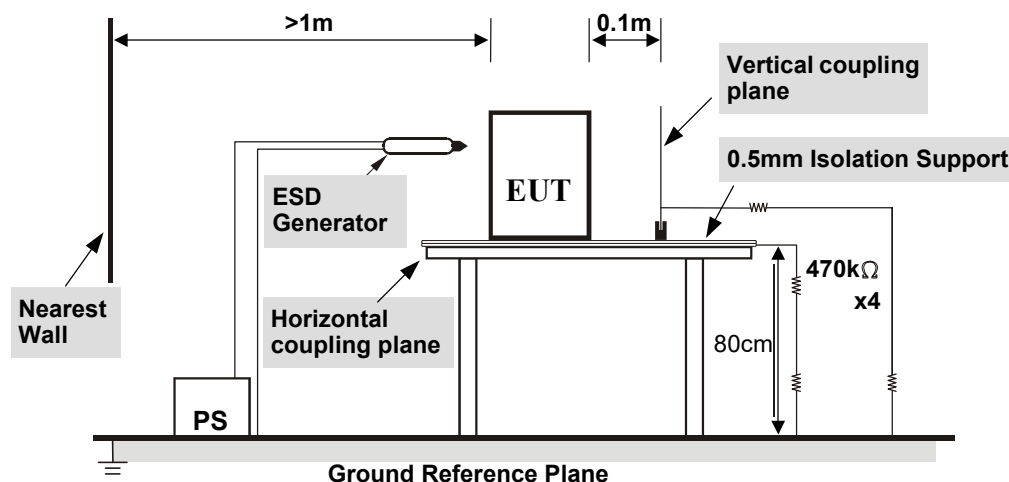 >1m
0.1m
Vertical coupling
plane
0.5mm Isolation Support
ESD
Generator
EUT
470kΩ
x4
Nearest
Wall
Horizontal
coupling plane
80cm
PS
Ground Reference Plane